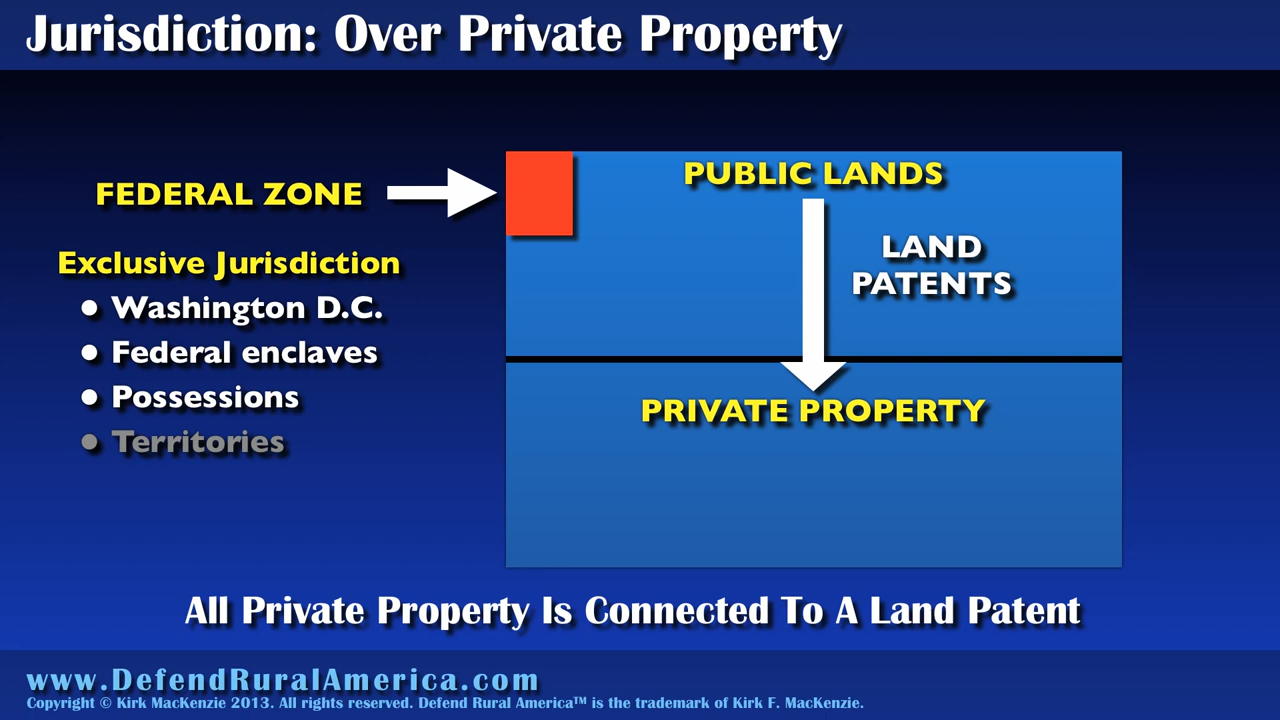 Jurisdiction: Over Private Property
FEDERAL ZONE
Exclusive Jurisdiction
● Washington D.C.
● Federal enclaves
● Possessions
● Territories
PUBLIC LANDS
LAND
PATENTS
PRIVATE PROPERTY
All Private Property Is Connected To A Land Patent
www.DefendRuralAmerica.com
Copyright © Kirk MacKenzie 2013. All rights reserved. Defend Rural America™ is the trademark of Kirk F. MacKenzie.